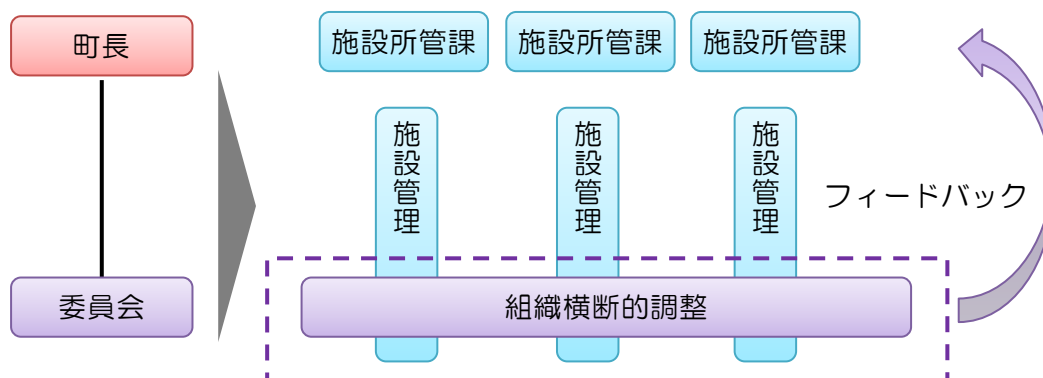 町長
施設所管課
施設所管課
施設所管課
施設管理
施設管理
施設管理
フィードバック
委員会
組織横断的調整